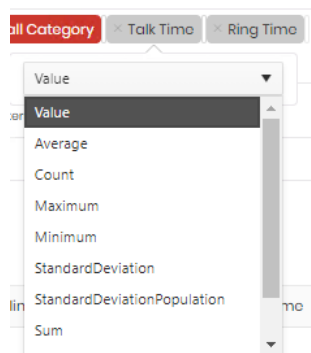 all Category × Talk Time × Ring Time
Value
Value
Average
Count
Maximum
Minimum
StandardDeviation
StandardDeviationPopulation
Sum